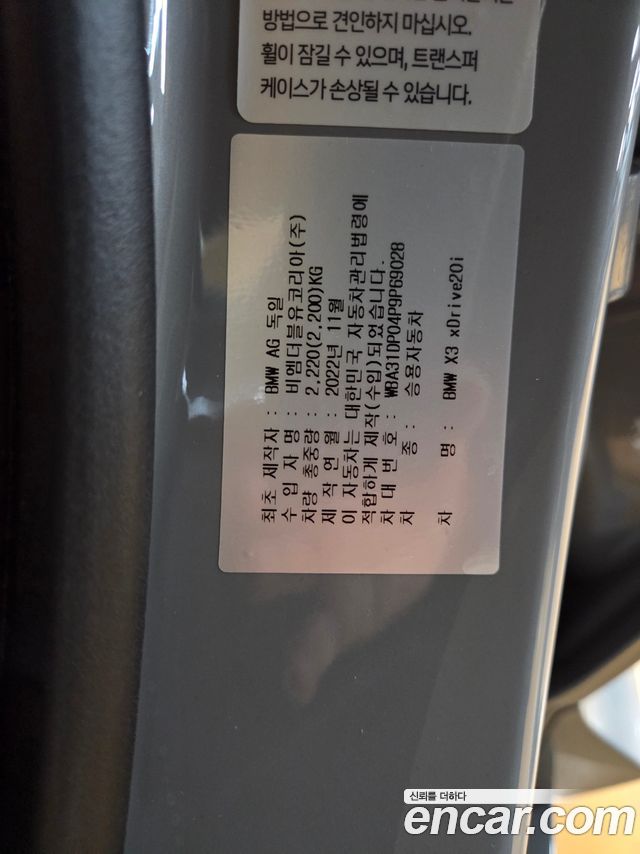 방법으로 견인하지 마십시오.
휠이 잠길 수 있으며, 트랜스퍼
케이스가 손상될 수 있습니다.
최초 제작자 : BMW AG 독일
수 입 자 명 : 비엠더블유코리아(주)
차량 총중량 : 2,220(2,200)KG
제 작 연 월 : 2022년 11월
이 자동차는 대한민국 자동차관리법령에
적합하게 제작(수입)되었습니다.
차 대 번 호 : WBA31DP04P9P69028
차 종 : 승용자동차
차 명 : BMW X3 xDrive20i
신뢰를 더하다
encar.com